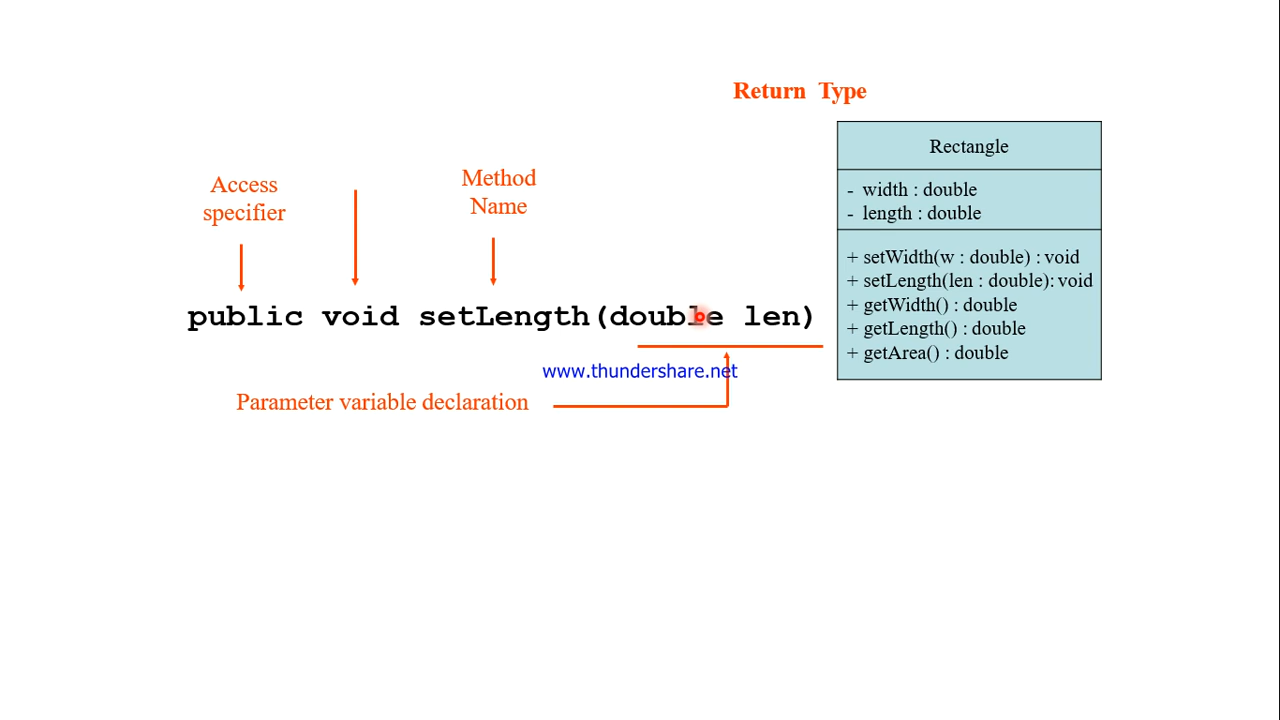 Return Type
Access
specifier
Method
Name
public void setLength(double len)
www.thundershare.net
Parameter variable declaration
Rectangle
- width : double
- length : double
+ setWidth(w : double) : void
+ setLength(len : double): void
+ getWidth() : double
+ getLength() : double
+ getArea() : double